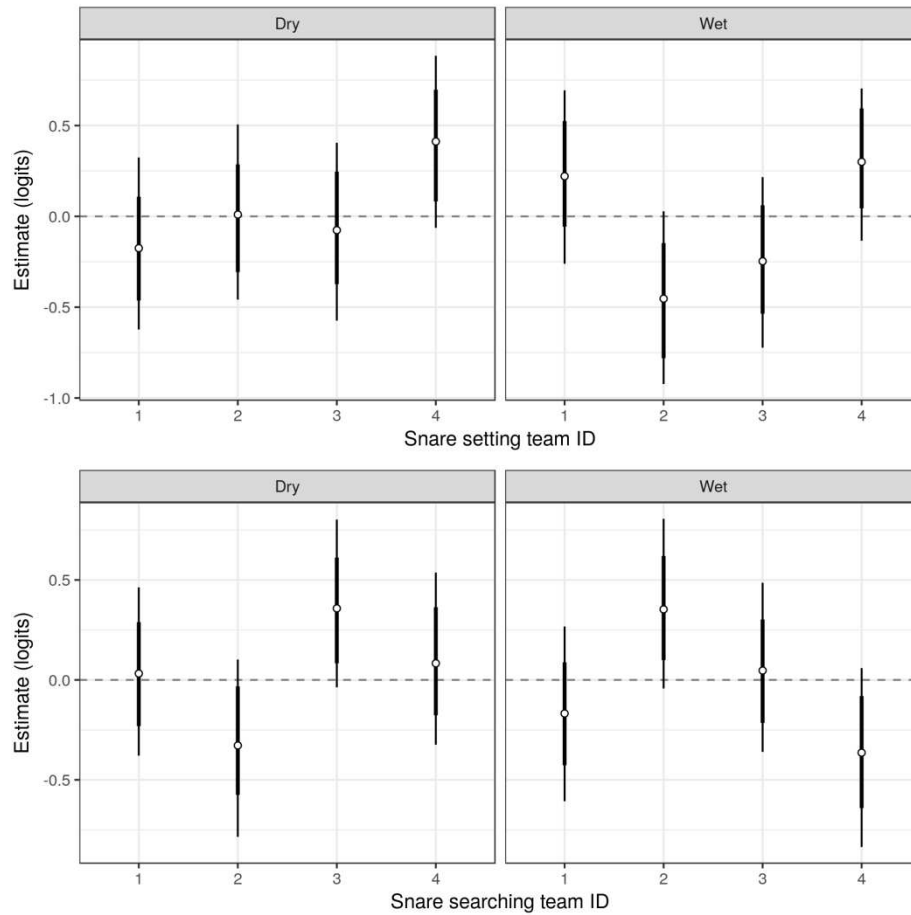 Dry Wet
Estimate (logits)
0.5
0.0
-0.5
-1.0
1 2 3 4 1 2 3 4
Snare setting team ID
Dry Wet
Estimate (logits)
0.5
0.0
-0.5
1 2 3 4 1 2 3 4
Snare searching team ID